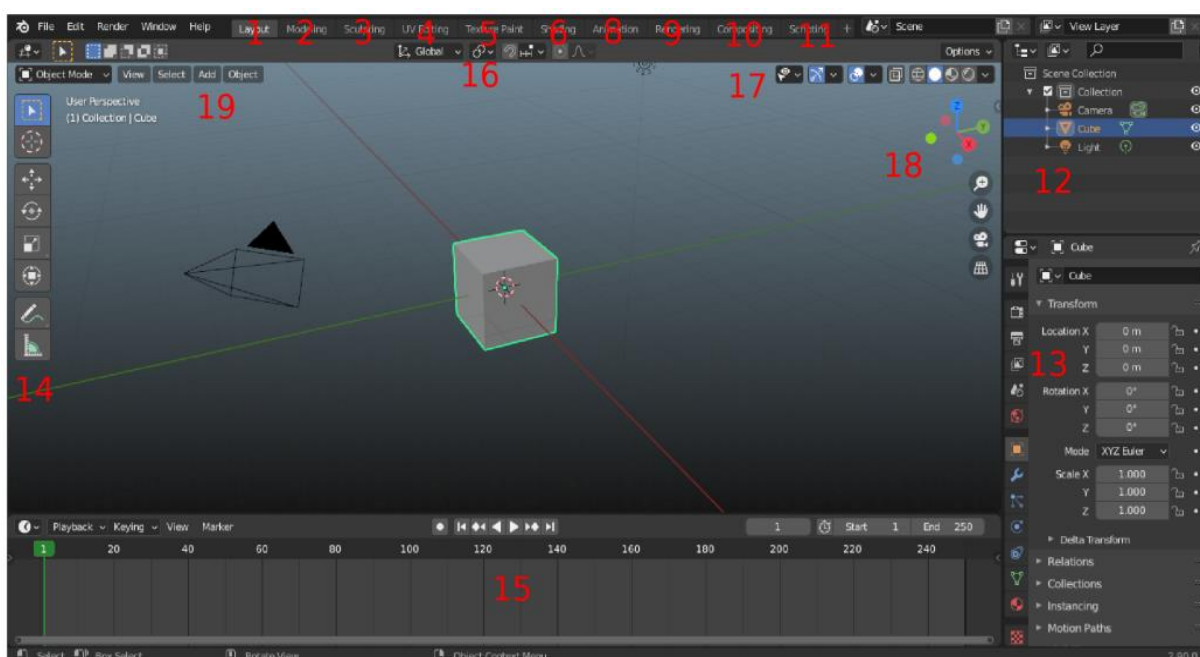 File Edit Render Window Help Layout Modeling Sculpting UV Editing Texture Paint Shading Animation Rendering Compositing Scripting + Scene View Layer
1 2 3 4 5 6 8 9 10 11
Global Options
16 17
Object Mode View Select Add Object
19
User Perspective
(1) Collection | Cube
18
14
Scene Collection
Collection
Camera
Cube
Light
12
Cube
Cube
Transform
Location X 0 m
Y 0 m
Z 0 m
13
Rotation X 0°
Y 0°
Z 0°
Mode XYZ Euler
Scale X 1.000
Y 1.000
Z 1.000
Delta Transform
Relations
Collections
Instancing
Motion Paths
Playback Keying View Marker 1 Start 1 End 250
1 20 40 60 80 100 120 140 160 180 200 220 240
15
Select Box Select Rotate View Object Context Menu 2.90.0